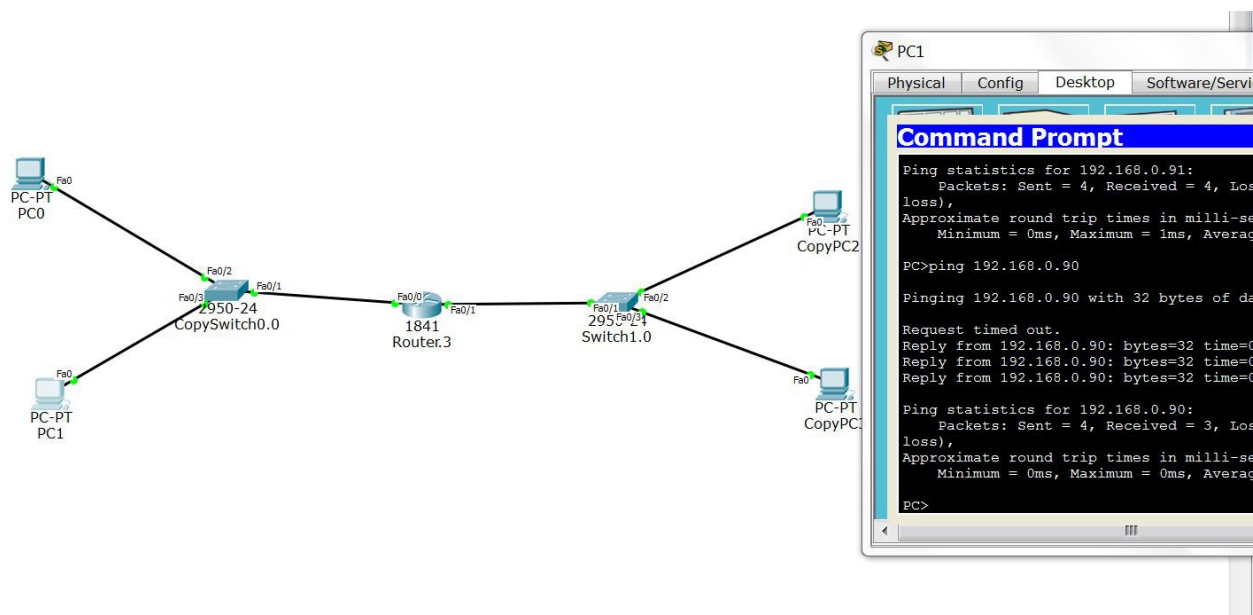 PC-PT
PC0
Fa0
Fa0/2
Fa0/3
Fa0/1
2950-24
CopySwitch0.0
Fa0
PC-PT
PC1
Fa0/0
Fa0/1
1841
Router.3
Fa0/1
Fa0/2
Fa0/3
Switch1.0
Fa0
PC-PT
CopyPC2
Fa0
PC-PT
PC1
Physical Config Desktop
Command Prompt
Ping statistics for 192.168.0.91:
Packets: Sent = 4, Received = 4,
loss),
Approximate round trip times in
Minimum = 0ms, Maximum = 1ms,
PC>ping 192.168.0.90
Pinging 192.168.0.90 with 32 bytes of
Request timed out.
Reply from 192.168.0.90: bytes=32
Reply from 192.168.0.90: bytes=32
Reply from 192.168.0.90: bytes=32
Ping statistics for 192.168.0.90:
Packets: Sent = 4, Received = 3,
loss),
Approximate round trip times in
Minimum = 0ms, Maximum = 0ms,
PC>